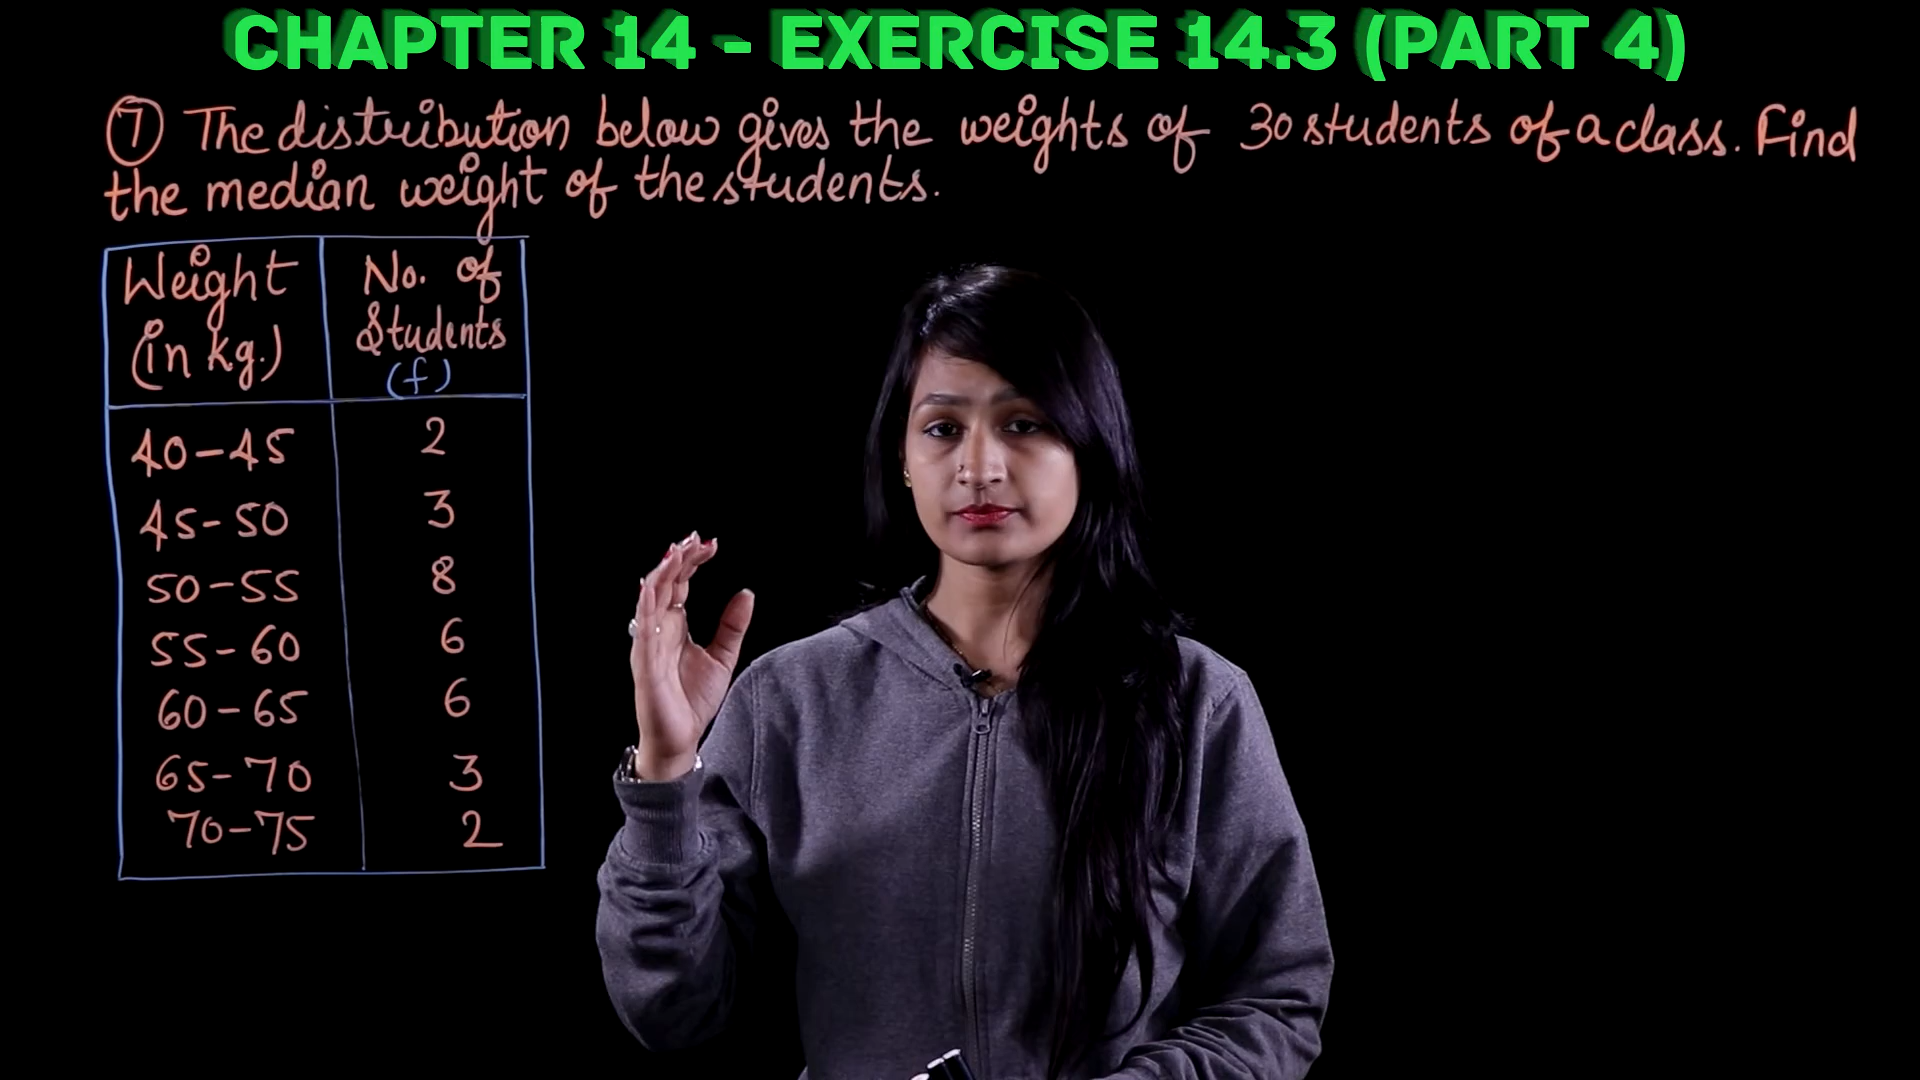 CHAPTER 14 - EXERCISE 14.3 (PART 4)
7 The distribution below gives the weights of 30 students of a class. Find
the median weight of the students.
Weight (in kg.) No. of Students (f)
40-45 2
45-50 3
50-55 8
55-60 6
60-65 6
65-70 3
70-75 2